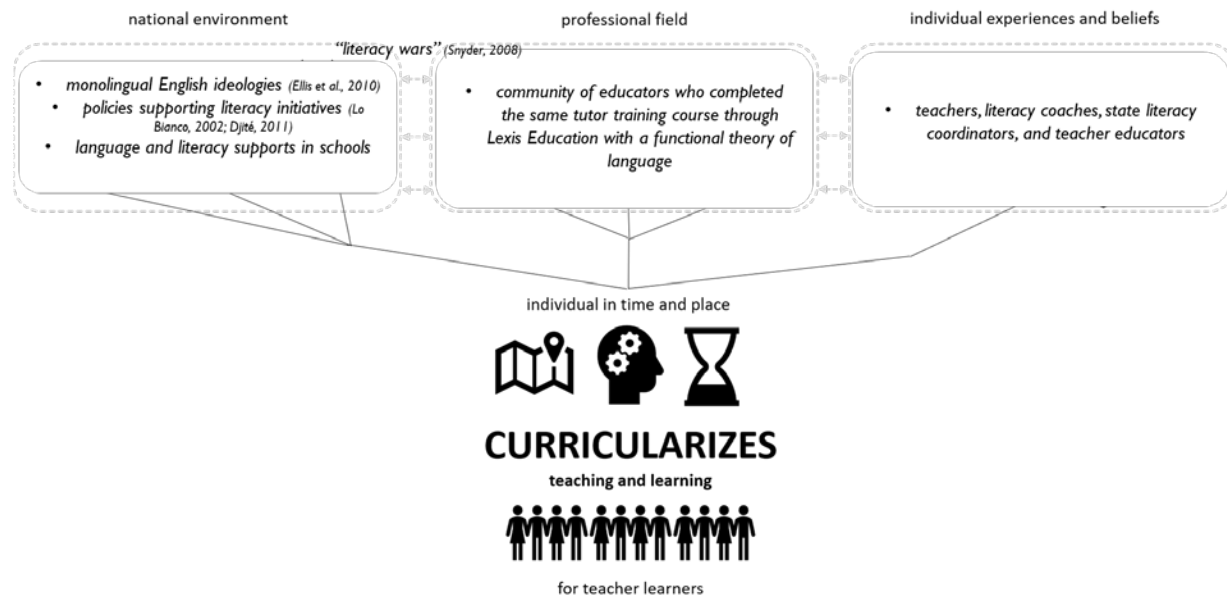 national environment
professional field
individual experiences and beliefs
“literacy wars” (Snyder, 2008)
• monolingual English ideologies (Ellis et al., 2010)
• policies supporting literacy initiatives (Lo
Bianco, 2002; Djité, 2011)
• language and literacy supports in schools
• community of educators who completed
the same tutor training course through
Lexis Education with a functional theory of
language
• teachers, literacy coaches, state literacy
coordinators, and teacher educators
individual in time and place
CURRICULARIZES
teaching and learning
for teacher learners